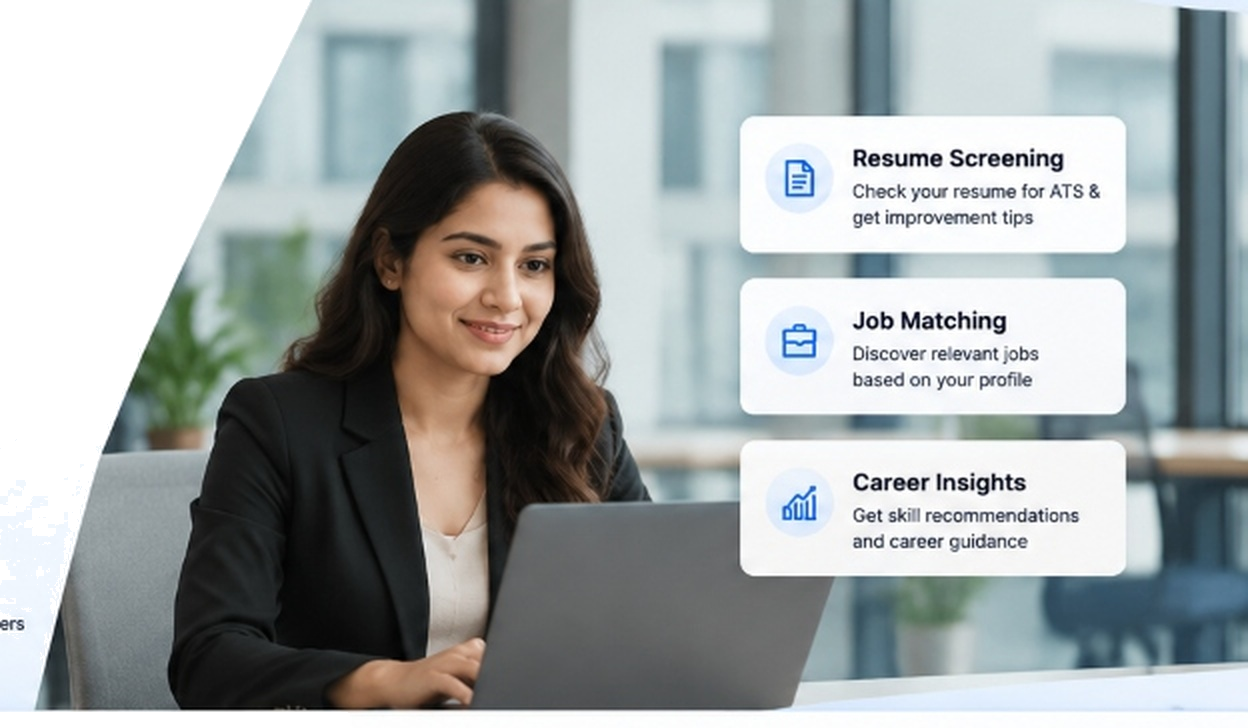 Resume Screening
Check your resume for ATS &
get improvement tips
Job Matching
Discover relevant jobs
based on your profile
Career Insights
Get skill recommendations
and career guidance
ers